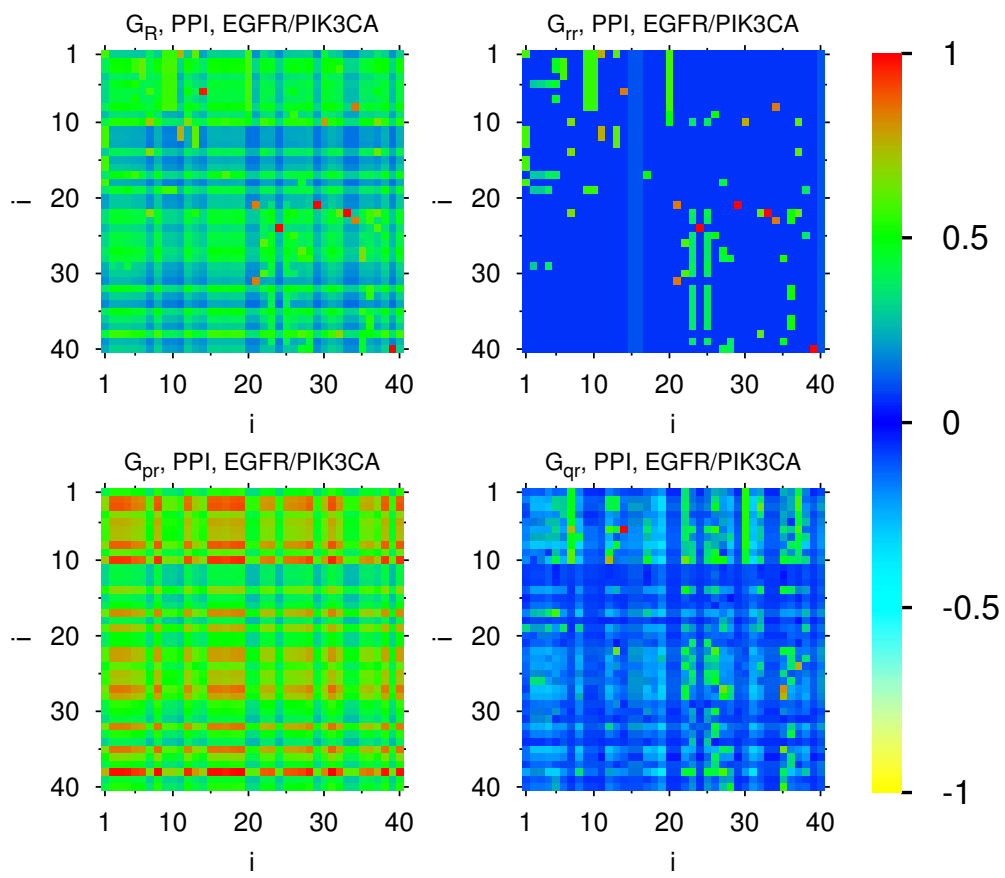 G_R, PPI, EGFR/PIK3CA
1
10
20
30
40
i
1 10 20 30 40
i
G_rr, PPI, EGFR/PIK3CA
1
10
20
30
40
i
1 10 20 30 40
i
G_pr, PPI, EGFR/PIK3CA
1
10
20
30
40
i
1 10 20 30 40
i
G_qr, PPI, EGFR/PIK3CA
1
10
20
30
40
i
1 10 20 30 40
i
1
0.5
0
-0.5
-1